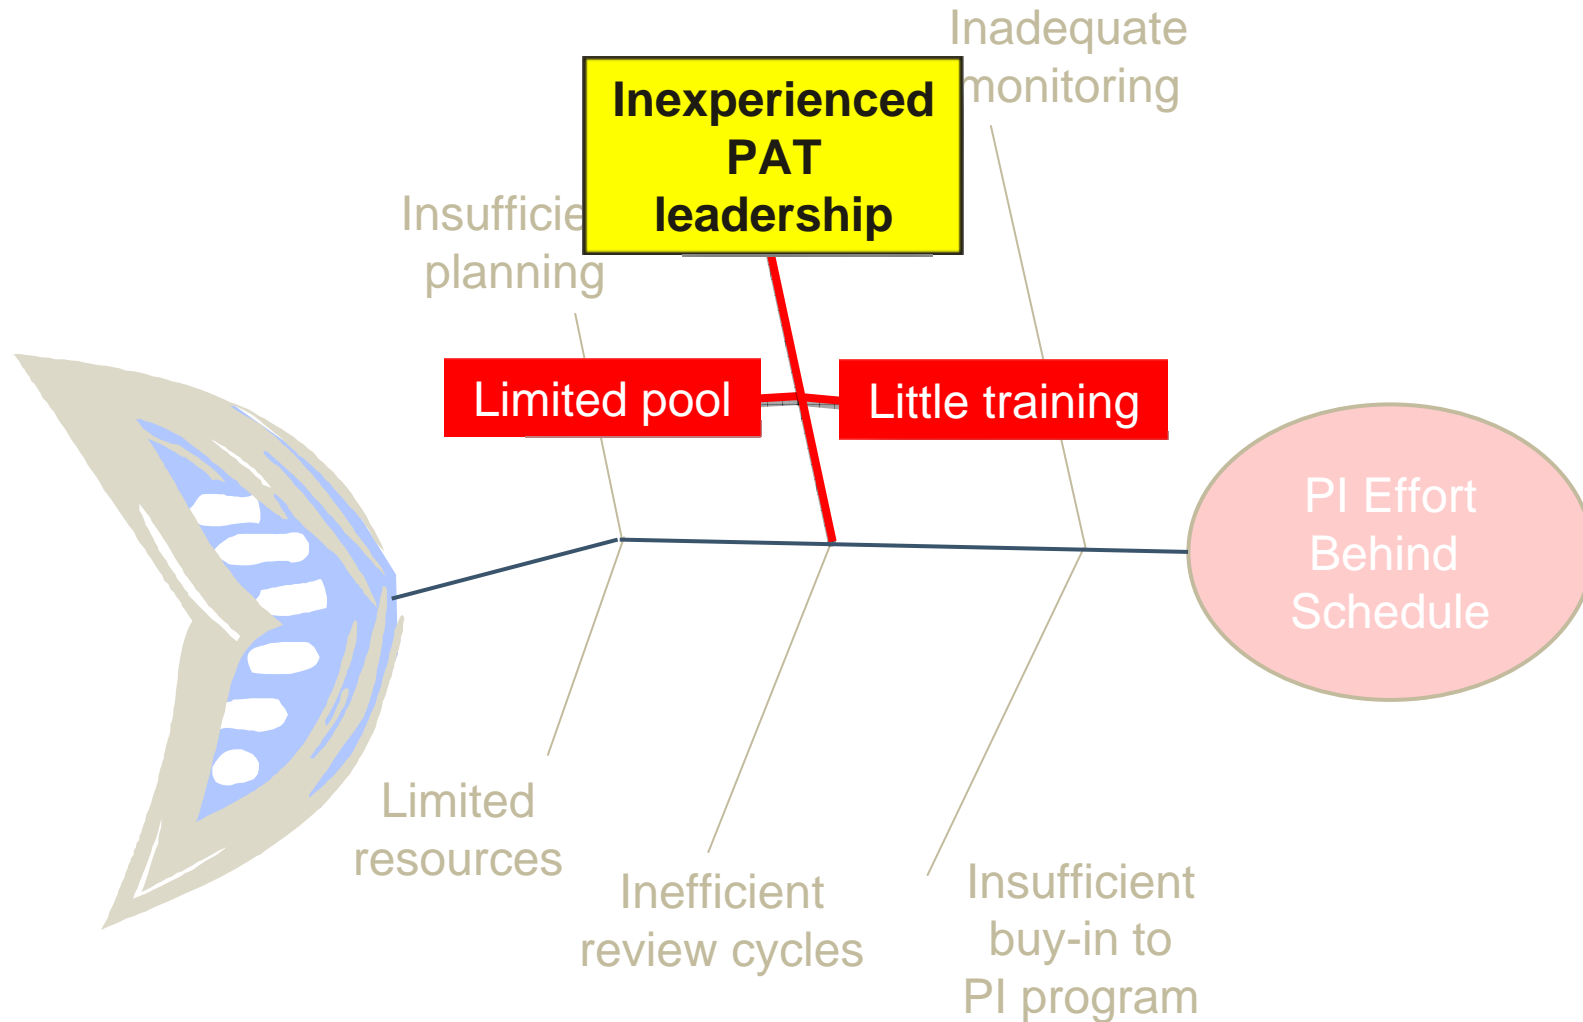 Inadequate
monitoring
Inexperienced
PAT
leadership
planning
Limited pool
Little training
PI Effort
Behind
Schedule
Limited
resources
Inefficient
review cycles
Insufficient
buy-in to
PI program